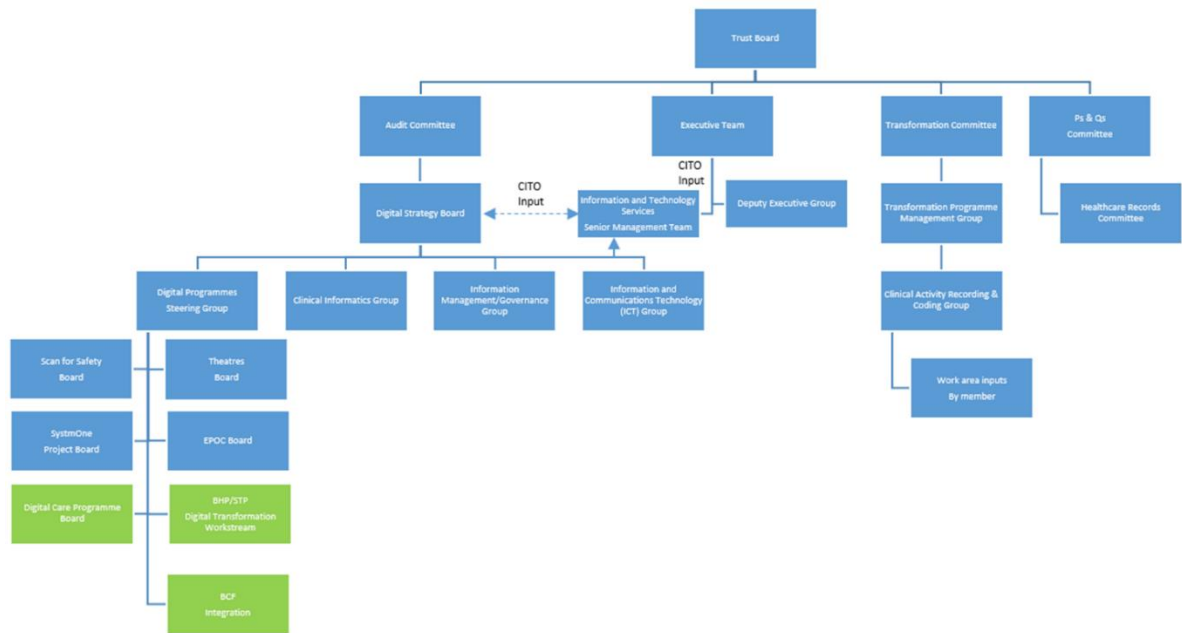 Trust Board
Audit Committee
Executive Team
Transformation Committee
Ps & Qs
Committee
CITO
Input
CITO
Input
Digital Strategy Board
Information and Technology
Services
Senior Management Team
Deputy Executive Group
Transformation Programme
Management Group
Healthcare Records
Committee
Digital Programmes
Steering Group
Clinical Informatics Group
Information
Management/Governance
Group
Information and
Communications Technology
(ICT) Group
Clinical Activity Recording &
Coding Group
Scan for Safety
Board
Theatres
Board
Work area inputs
By member
SystmOne
Project Board
EPOC Board
Digital Care Programme
Board
BHP/STP
Digital Transformation
Workstream
BCF
Integration